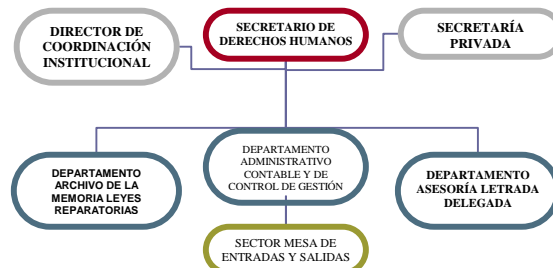 DIRECTOR DE
COORDINACIÓN
INSTITUCIONAL
SECRETARIO DE
DERECHOS HUMANOS
SECRETARÍA
PRIVADA
DEPARTAMENTO
ARCHIVO DE LA
MEMORIA LEYES
REPARATORIAS
DEPARTAMENTO
ADMINISTRATIVO
CONTABLE Y DE
CONTROL DE GESTIÓN
DEPARTAMENTO
ASESORÍA LETRADA
DELEGADA
SECTOR MESA DE
ENTRADAS Y SALIDAS